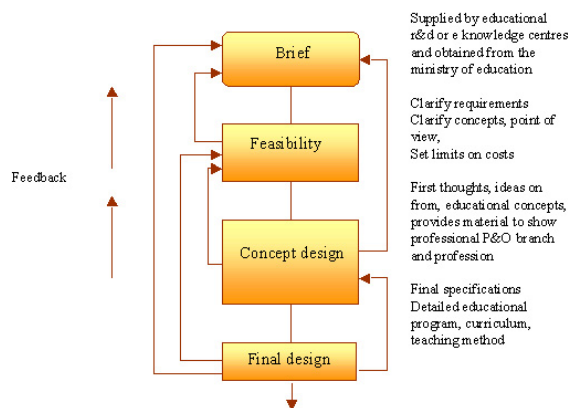 Brief
Feasibility
Concept design
Final design
Feedback
Supplied by educational
r&d or e knowledge centres
and obtained from the
ministry of education
Clarify requirements
Clarify concepts, point of
view,
Set limits on costs
First thoughts, ideas on
from, educational concepts,
provides material to show
professional P&O branch
and profession
Final specifications
Detailed educational
program, curriculum,
teaching method